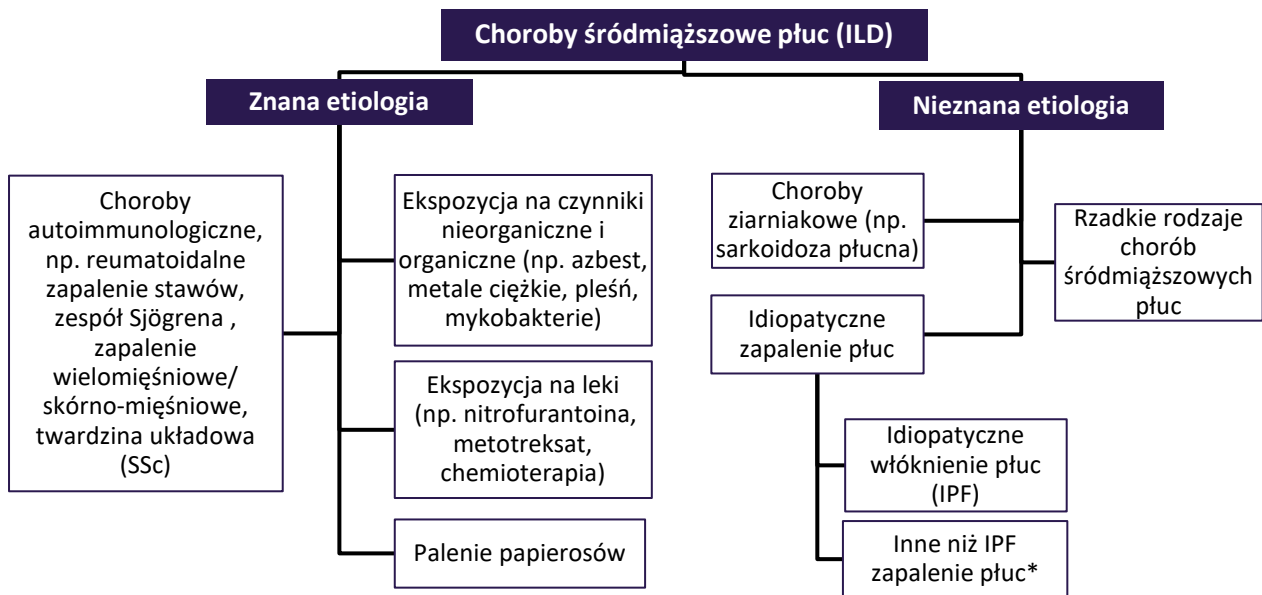 Choroby śródmiąższowe płuc (ILD)
Znana etiologia
Nieznana etiologia
Choroby
autoimmunologiczne,
np. reumatoidalne
zapalenie stawów,
zespół Sjögrena ,
zapalenie
wielomięśniowe/
skórno-mięśniowe,
twardzina układowa
(SSc)
Ekspozycja na czynniki
nieorganiczne i
organiczne (np. azbest,
metale ciężkie, pleśń,
mykobakterie)
Ekspozycja na leki
(np. nitrofurantoina,
metotreksat,
chemioterapia)
Palenie papierosów
Choroby
ziarniakowe (np.
sarkoidoza płucna)
Idiopatyczne
zapalenie płuc
Idiopatyczne
włóknienie płuc
(IPF)
Inne niż IPF
zapalenie płuc*
Rzadkie rodzaje
chorób
śródmiąższowych
płuc